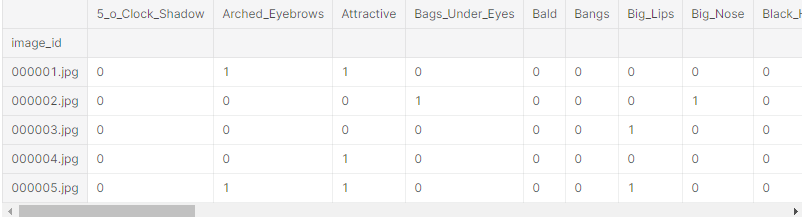 5_o_Clock_Shadow Arched_Eyebrows Attractive Bags_Under_Eyes Bald Bangs Big_Lips Big_Nose Black_H
image_id
000001.jpg 0 1 1 0 0 0 0 0 0
000002.jpg 0 0 0 1 0 0 0 1 0
000003.jpg 0 0 0 0 0 0 1 0 0
000004.jpg 0 0 1 0 0 0 0 0 0
000005.jpg 0 1 1 0 0 0 1 0 0